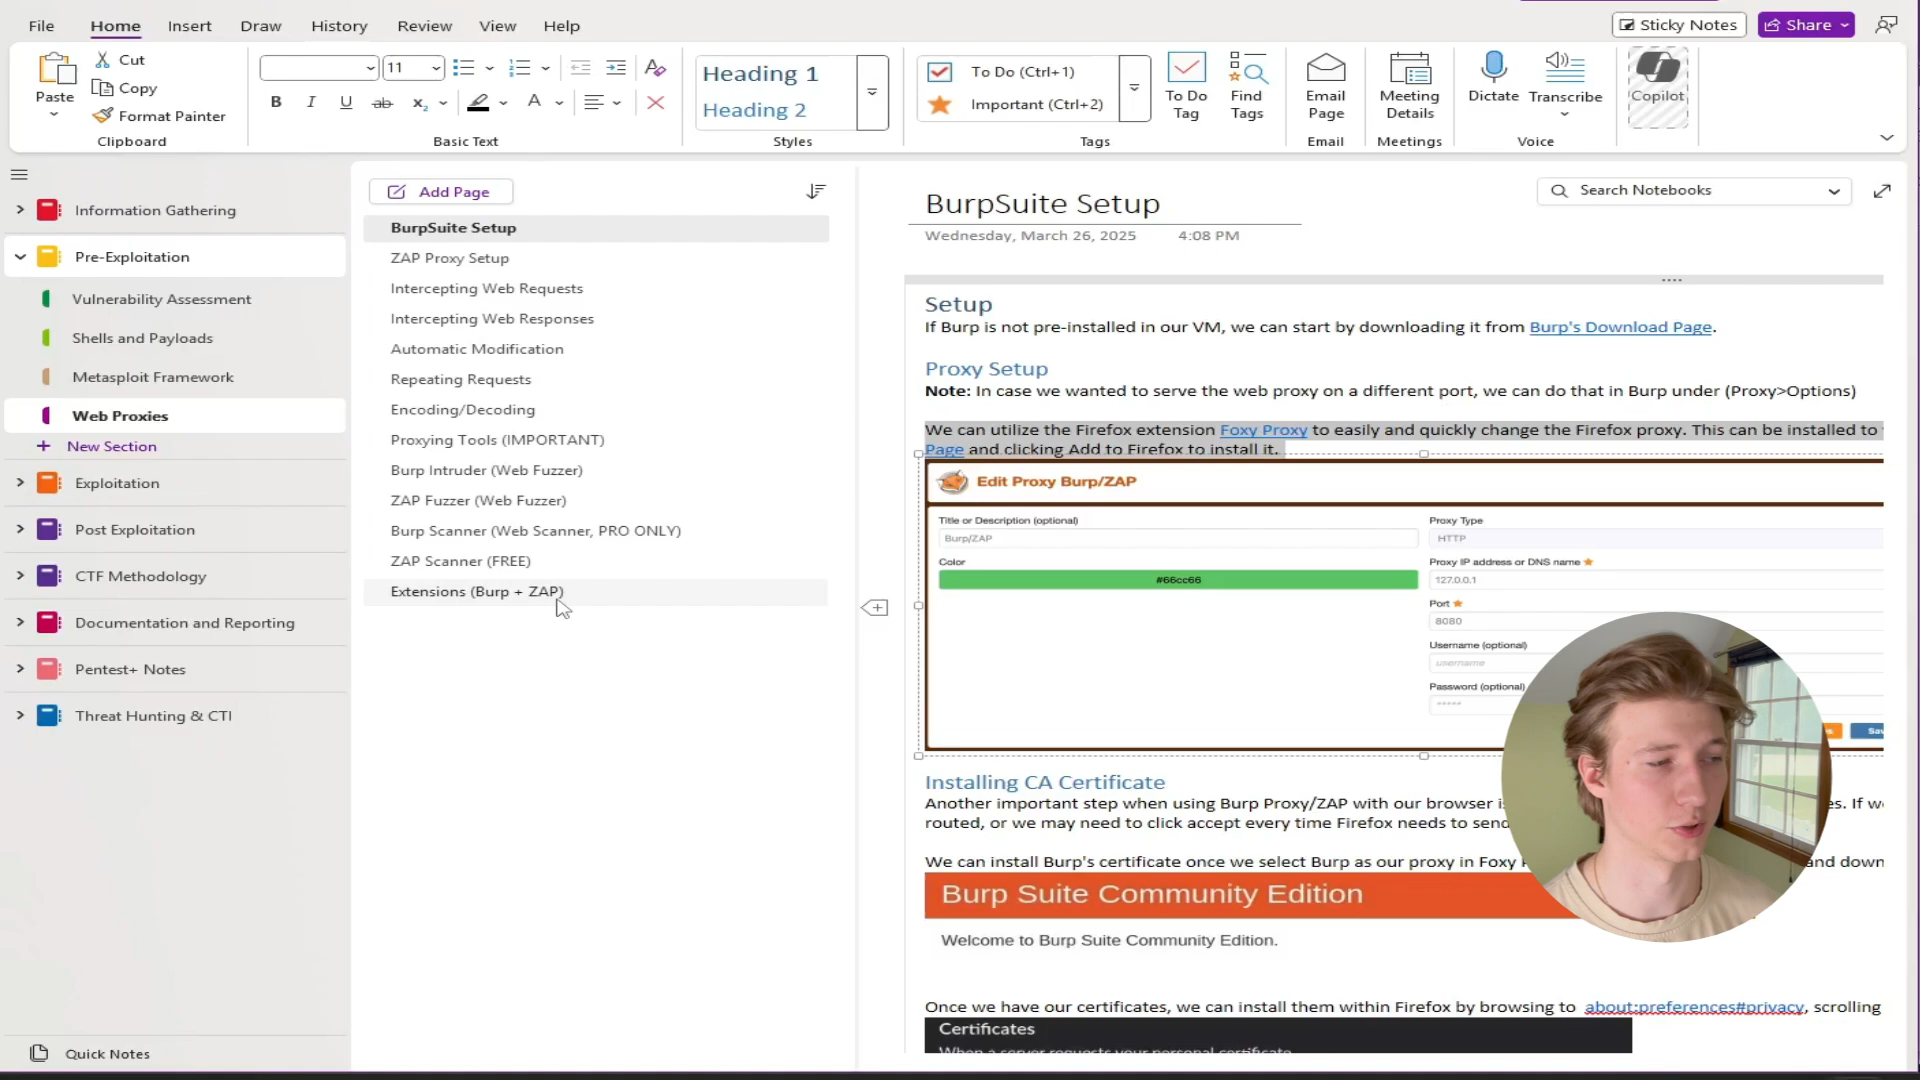 File Home Insert Draw History Review View Help
Sticky Notes Share
Paste
Cut
Copy
Format Painter
Clipboard
11
B I U ab x₂ A
Basic Text
Heading 1
Heading 2
Styles
To Do (Ctrl+1)
Important (Ctrl+2)
To Do Tag
Find Tags
Tags
Email Page
Email
Meeting Details
Meetings
Dictate
Transcribe
Voice
Copilot
Information Gathering
Pre-Exploitation
Vulnerability Assessment
Shells and Payloads
Metasploit Framework
Web Proxies
New Section
Exploitation
Post Exploitation
CTF Methodology
Documentation and Reporting
Pentest+ Notes
Threat Hunting & CTI
Quick Notes
Add Page
BurpSuite Setup
ZAP Proxy Setup
Intercepting Web Requests
Intercepting Web Responses
Automatic Modification
Repeating Requests
Encoding/Decoding
Proxying Tools (IMPORTANT)
Burp Intruder (Web Fuzzer)
ZAP Fuzzer (Web Fuzzer)
Burp Scanner (Web Scanner, PRO ONLY)
ZAP Scanner (FREE)
Extensions (Burp + ZAP)
Search Notebooks
BurpSuite Setup
Wednesday, March 26, 2025 4:08 PM
Setup
If Burp is not pre-installed in our VM, we can start by downloading it from Burp's Download Page.
Proxy Setup
Note: In case we wanted to serve the web proxy on a different port, we can do that in Burp under (Proxy>Options)
We can utilize the Firefox extension Foxy Proxy to easily and quickly change the Firefox proxy. This can be installed to
Page and clicking Add to Firefox to install it.
Edit Proxy Burp/ZAP
Title or Description (optional)
Burp/ZAP
Color
#66cc66
Proxy Type
HTTP
Proxy IP address or DNS name
127.0.0.1
Port
8080
Username (optional)
username
Password (optional)
*****
Installing CA Certificate
Another important step when using Burp Proxy/ZAP with our browser is es. If w
routed, or we may need to click accept every time Firefox needs to send
We can install Burp's certificate once we select Burp as our proxy in Foxy and down
Burp Suite Community Edition
Welcome to Burp Suite Community Edition.
Once we have our certificates, we can install them within Firefox by browsing to about:preferences#privacy, scrolling
Certificates
When a server requests your personal certificate